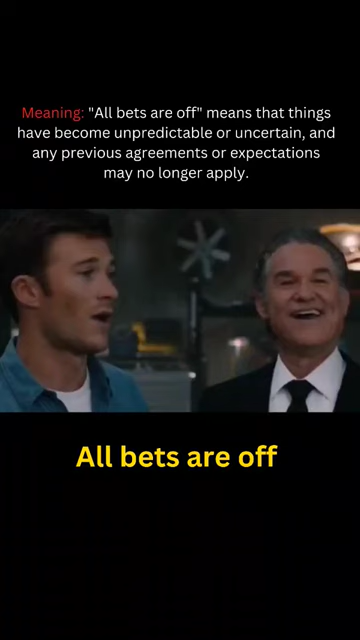 Meaning: "All bets are off" means that things
have become unpredictable or uncertain, and
any previous agreements or expectations
may no longer apply.
All bets are off